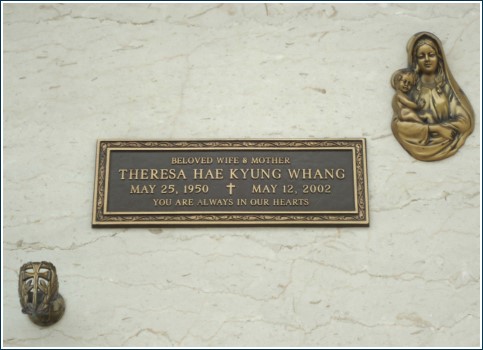 BELOVED WIFE & MOTHER
THERESA HAE KYUNG WHANG
MAY 25, 1950 † MAY 12, 2002
YOU ARE ALWAYS IN OUR HEARTS